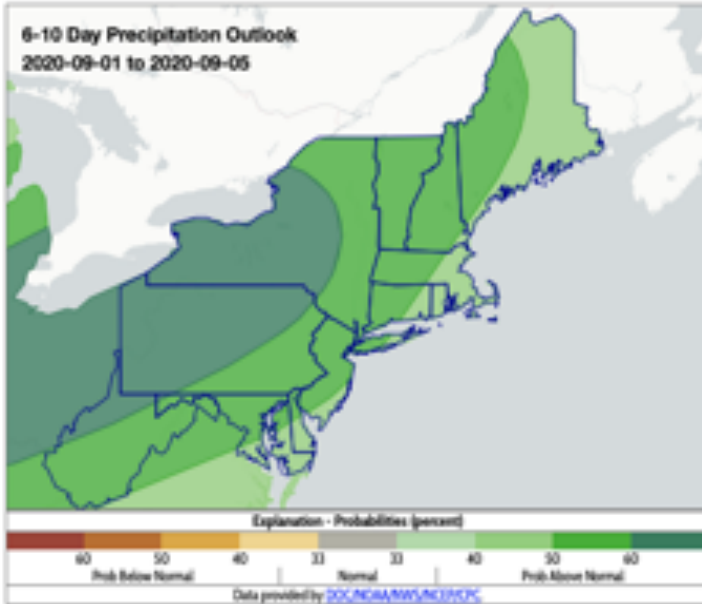 6-10 Day Precipitation Outlook
2020-09-01 to 2020-09-05
Explanation - Probabilities (percent)
60 50 40 33 33 40 50 60
Prob Below Normal | Normal | Prob Above Normal
Data provided by DOC/NOAA/NWS/NCEP/CPC.